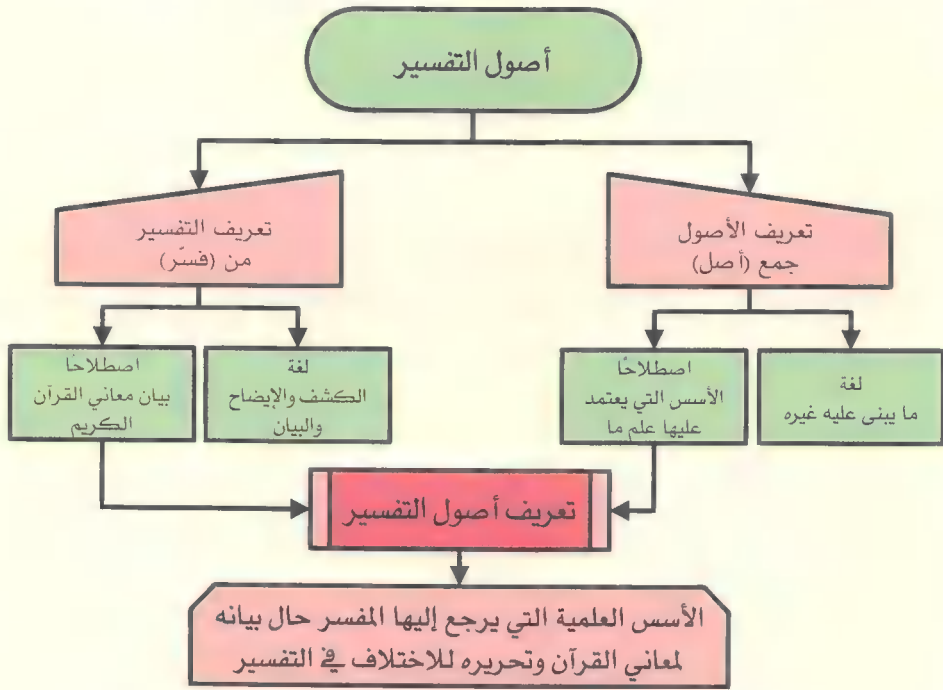 أصول التفسير
تعريف الأصول
جمع (أصل)
تعريف التفسير
من (فسّر)
لغة
ما يبنى عليه غيره
اصطلاحًا
الأسس التي يعتمد
عليها علم ما
لغة
الكشف والإيضاح
والبيان
اصطلاحًا
بيان معاني القرآن
الكريم
تعريف أصول التفسير
الأسس العلمية التي يرجع إليها المفسر حال بيانه
لمعاني القرآن وتحريره للاختلاف في التفسير